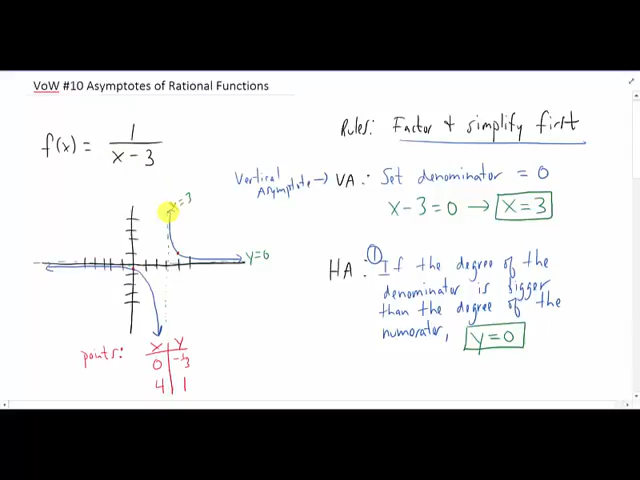 VoW #10 Asymptotes of Rational Functions
f(x) = 1
x - 3
Rules: Factor + simplify first
Vertical
Asymptote → VA: Set denominator = 0
x - 3 = 0 → x = 3
x = 3
y = 0
HA: ① If the degree of the
denominator is bigger
than the degree of the
numorator, y = 0
points: x y
0 -1/3
4 1